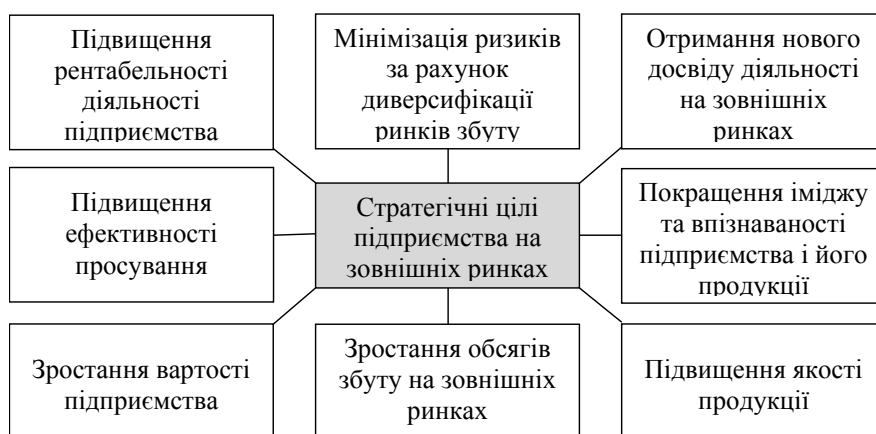 Підвищення
рентабельності
діяльності
підприємства
Мінімізація ризиків
за рахунок
диверсифікації
ринків збуту
Отримання нового
досвіду діяльності
на зовнішніх
ринках
Підвищення
ефективності
просування
Стратегічні цілі
підприємства на
зовнішніх ринках
Покращення іміджу
та впізнаваності
підприємства і його
продукції
Зростання вартості
підприємства
Зростання обсягів
збуту на зовнішніх
ринках
Підвищення якості
продукції